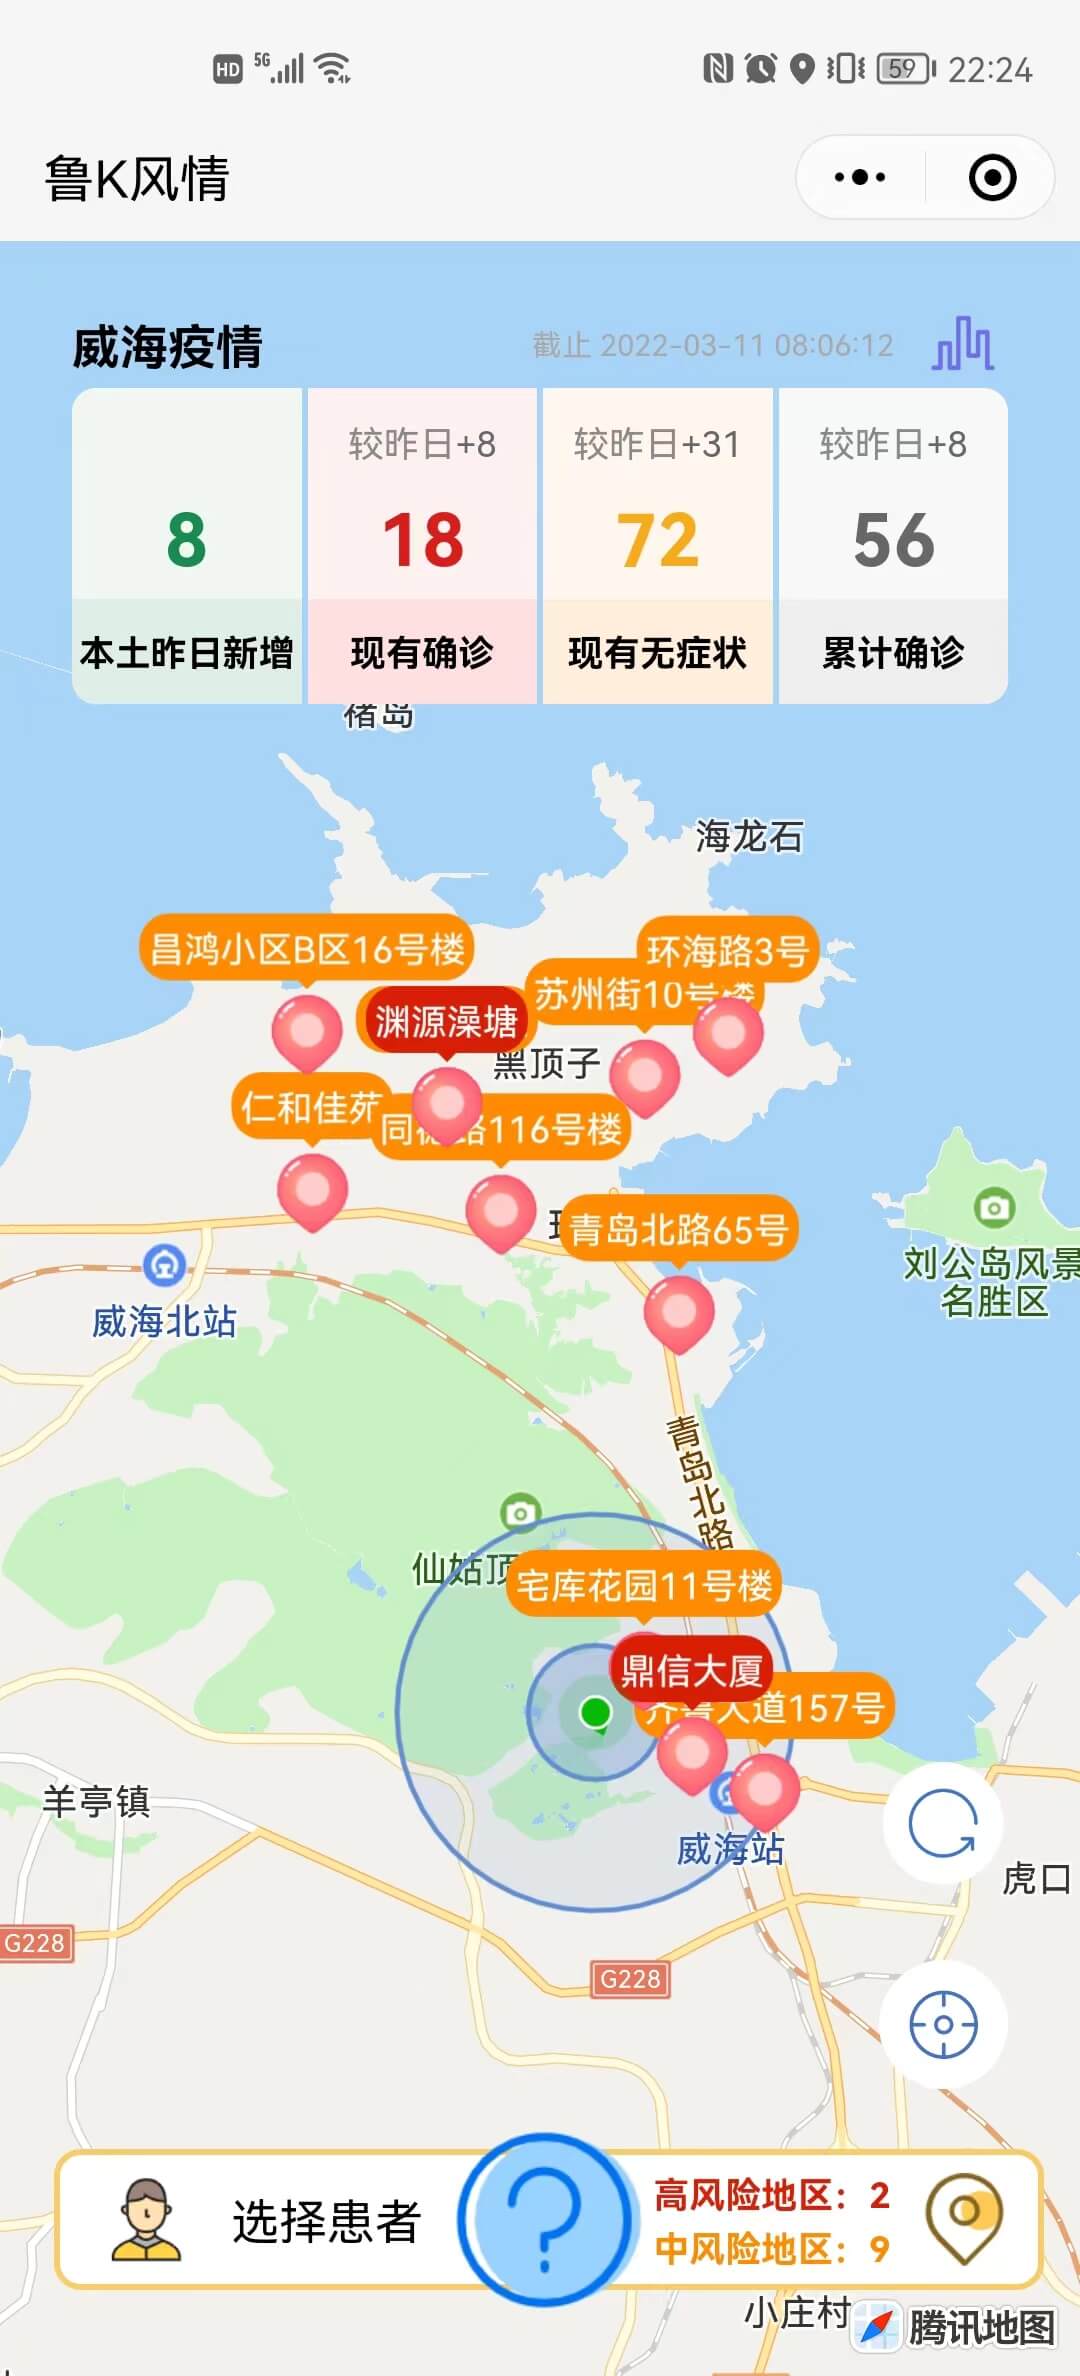 HD 5G 59 22:24
鲁K风情
威海疫情
截止 2022-03-11 08:06:12
8
本土昨日新增
较昨日+8
18
现有确诊
较昨日+31
72
现有无症状
较昨日+8
56
累计确诊
褚岛
海龙石
昌鸿小区B区16号楼
环海路3号
苏州街10号楼
渊源澡塘
黑顶子
仁和佳苑
同德路116号楼
青岛北路65号
刘公岛风景
名胜区
威海北站
青岛北路
仙姑顶
宅库花园11号楼
鼎信大厦
齐鲁大道157号
威海站
羊亭镇
虎口
G228
G228
选择患者
高风险地区：2
中风险地区：9
小庄村
腾讯地图